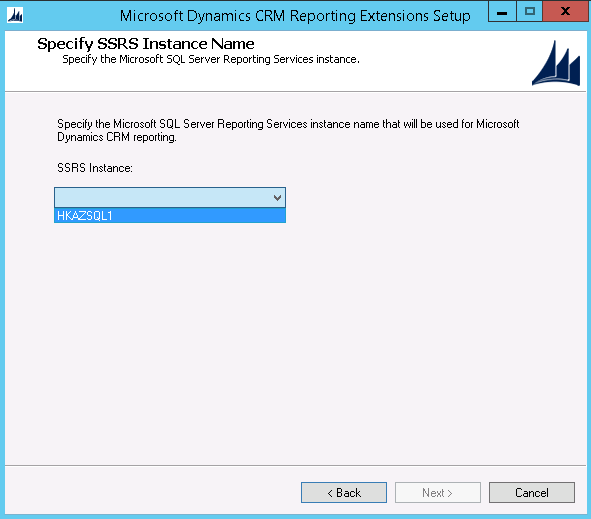 Microsoft Dynamics CRM Reporting Extensions Setup
Specify SSRS Instance Name
Specify the Microsoft SQL Server Reporting Services instance.
Specify the Microsoft SQL Server Reporting Services instance name that will be used for Microsoft
Dynamics CRM reporting.
SSRS Instance:
HKAZSQL1
< Back
Next >
Cancel